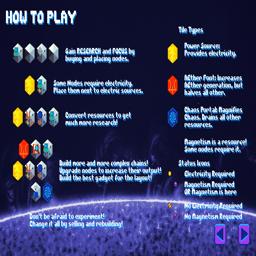 HOW TO PLAY
Gain RESEARCH and FOCUS by
buying and placing nodes.
Some Nodes require electricity.
Place them next to electric sources.
Convert resources to get
much more research!
Build more and more complex chains!
Upgrade nodes to increase their output!
Build the best gadget for the layout!
Don't be afraid to experiment!
Change it all by selling and rebuilding!
Tile Types
Power Source:
Provides electricity.
AEther Font: Increases
AEther generation, but
halves all other.
Chaos Portal: Magnifies
Chaos. Drains all other
resources.
Magnetism is a resource!
Some nodes require it.
Status Icons
Electricity Required
Magnetism Required
OR Magnetism is here
No Electricity Required
No Magnetism Required